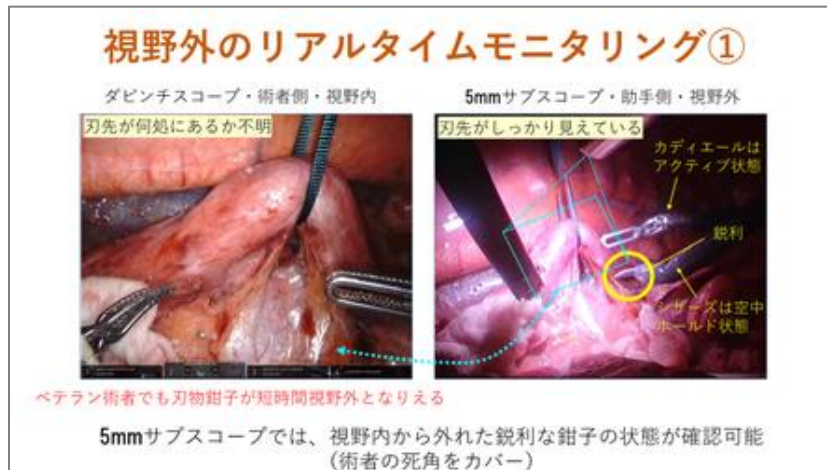 視野外のリアルタイムモニタリング①
ダビンチスコープ・術者側・視野内
5mmサブスコープ・助手側・視野外
刃先が何処にあるか不明
刃先がしっかり見えている
カディエールは
アクティブ状態
鋭利
シザーズは空中
ホールド状態
ベテラン術者でも刃物鉗子が短時間視野外となりえる
5mmサブスコープでは、視野内から外れた鋭利な鉗子の状態が確認可能
(術者の死角をカバー)